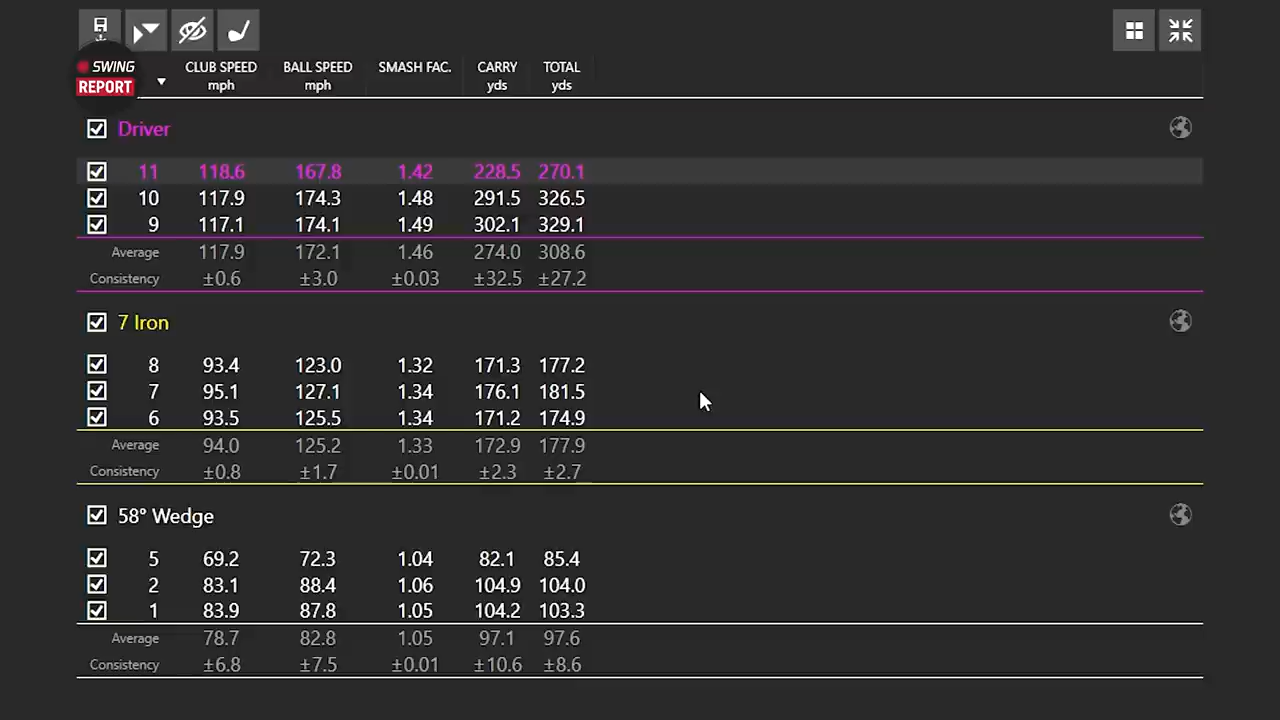 SWING
REPORT
CLUB SPEED BALL SPEED SMASH FAC. CARRY TOTAL
mph mph yds yds
Driver
11 118.6 167.8 1.42 228.5 270.1
10 117.9 174.3 1.48 291.5 326.5
9 117.1 174.1 1.49 302.1 329.1
Average 117.9 172.1 1.46 274.0 308.6
Consistency ±0.6 ±3.0 ±0.03 ±32.5 ±27.2
7 Iron
8 93.4 123.0 1.32 171.3 177.2
7 95.1 127.1 1.34 176.1 181.5
6 93.5 125.5 1.34 171.2 174.9
Average 94.0 125.2 1.33 172.9 177.9
Consistency ±0.8 ±1.7 ±0.01 ±2.3 ±2.7
58° Wedge
5 69.2 72.3 1.04 82.1 85.4
2 83.1 88.4 1.06 104.9 104.0
1 83.9 87.8 1.05 104.2 103.3
Average 78.7 82.8 1.05 97.1 97.6
Consistency ±6.8 ±7.5 ±0.01 ±10.6 ±8.6